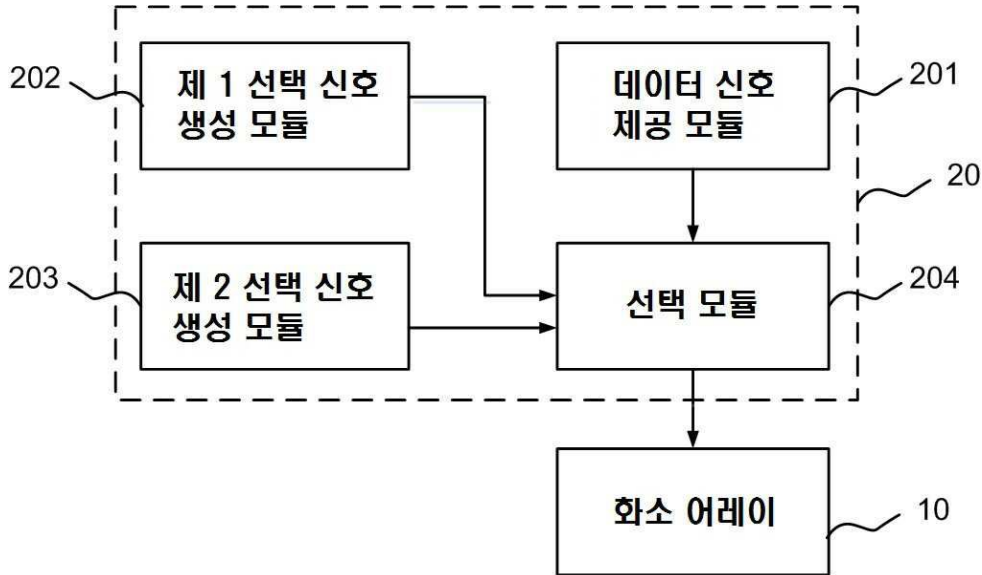 202
제 1 선택 신호
생성 모듈
데이터 신호
제공 모듈
201
20
203
제 2 선택 신호
생성 모듈
선택 모듈
204
화소 어레이
10